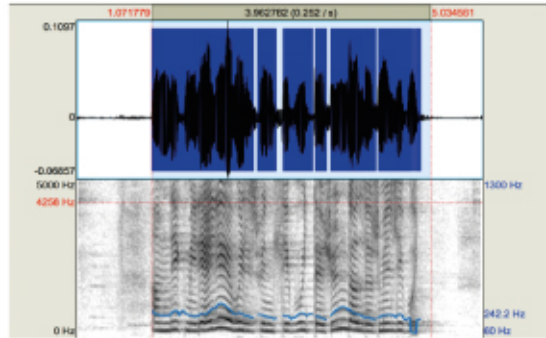 1.071779 3.962782 (0.252 / s) 5.034561
0.1097
0
-0.06857
5000 Hz 1300 Hz
4258 Hz
242.2 Hz
0 Hz 60 Hz